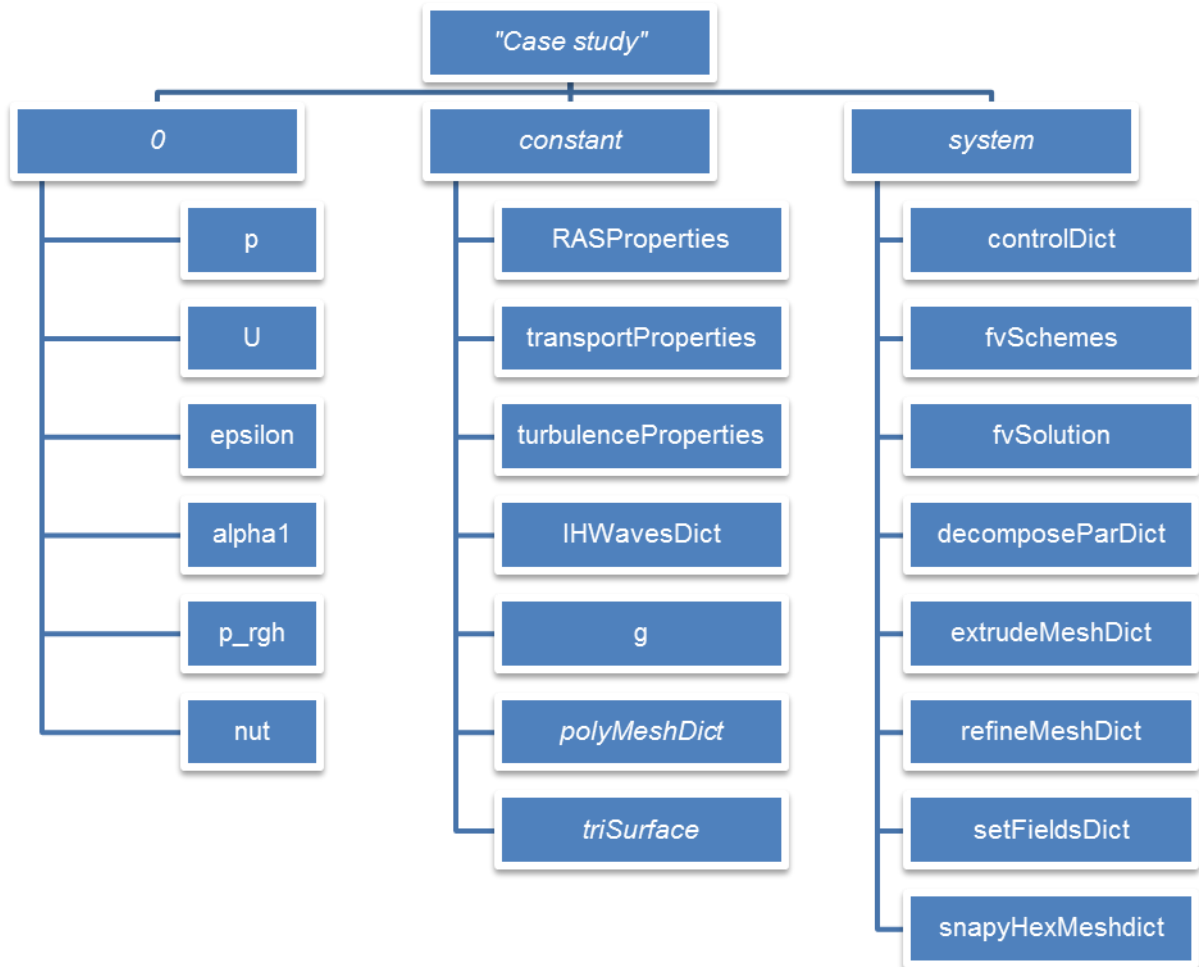 "Case study"
0
constant
system
p
U
epsilon
alpha1
p_rgh
nut
RASProperties
transportProperties
turbulenceProperties
IHWavesDict
g
polyMeshDict
triSurface
controlDict
fvSchemes
fvSolution
decomposeParDict
extrudeMeshDict
refineMeshDict
setFieldsDict
snapyHexMeshdict